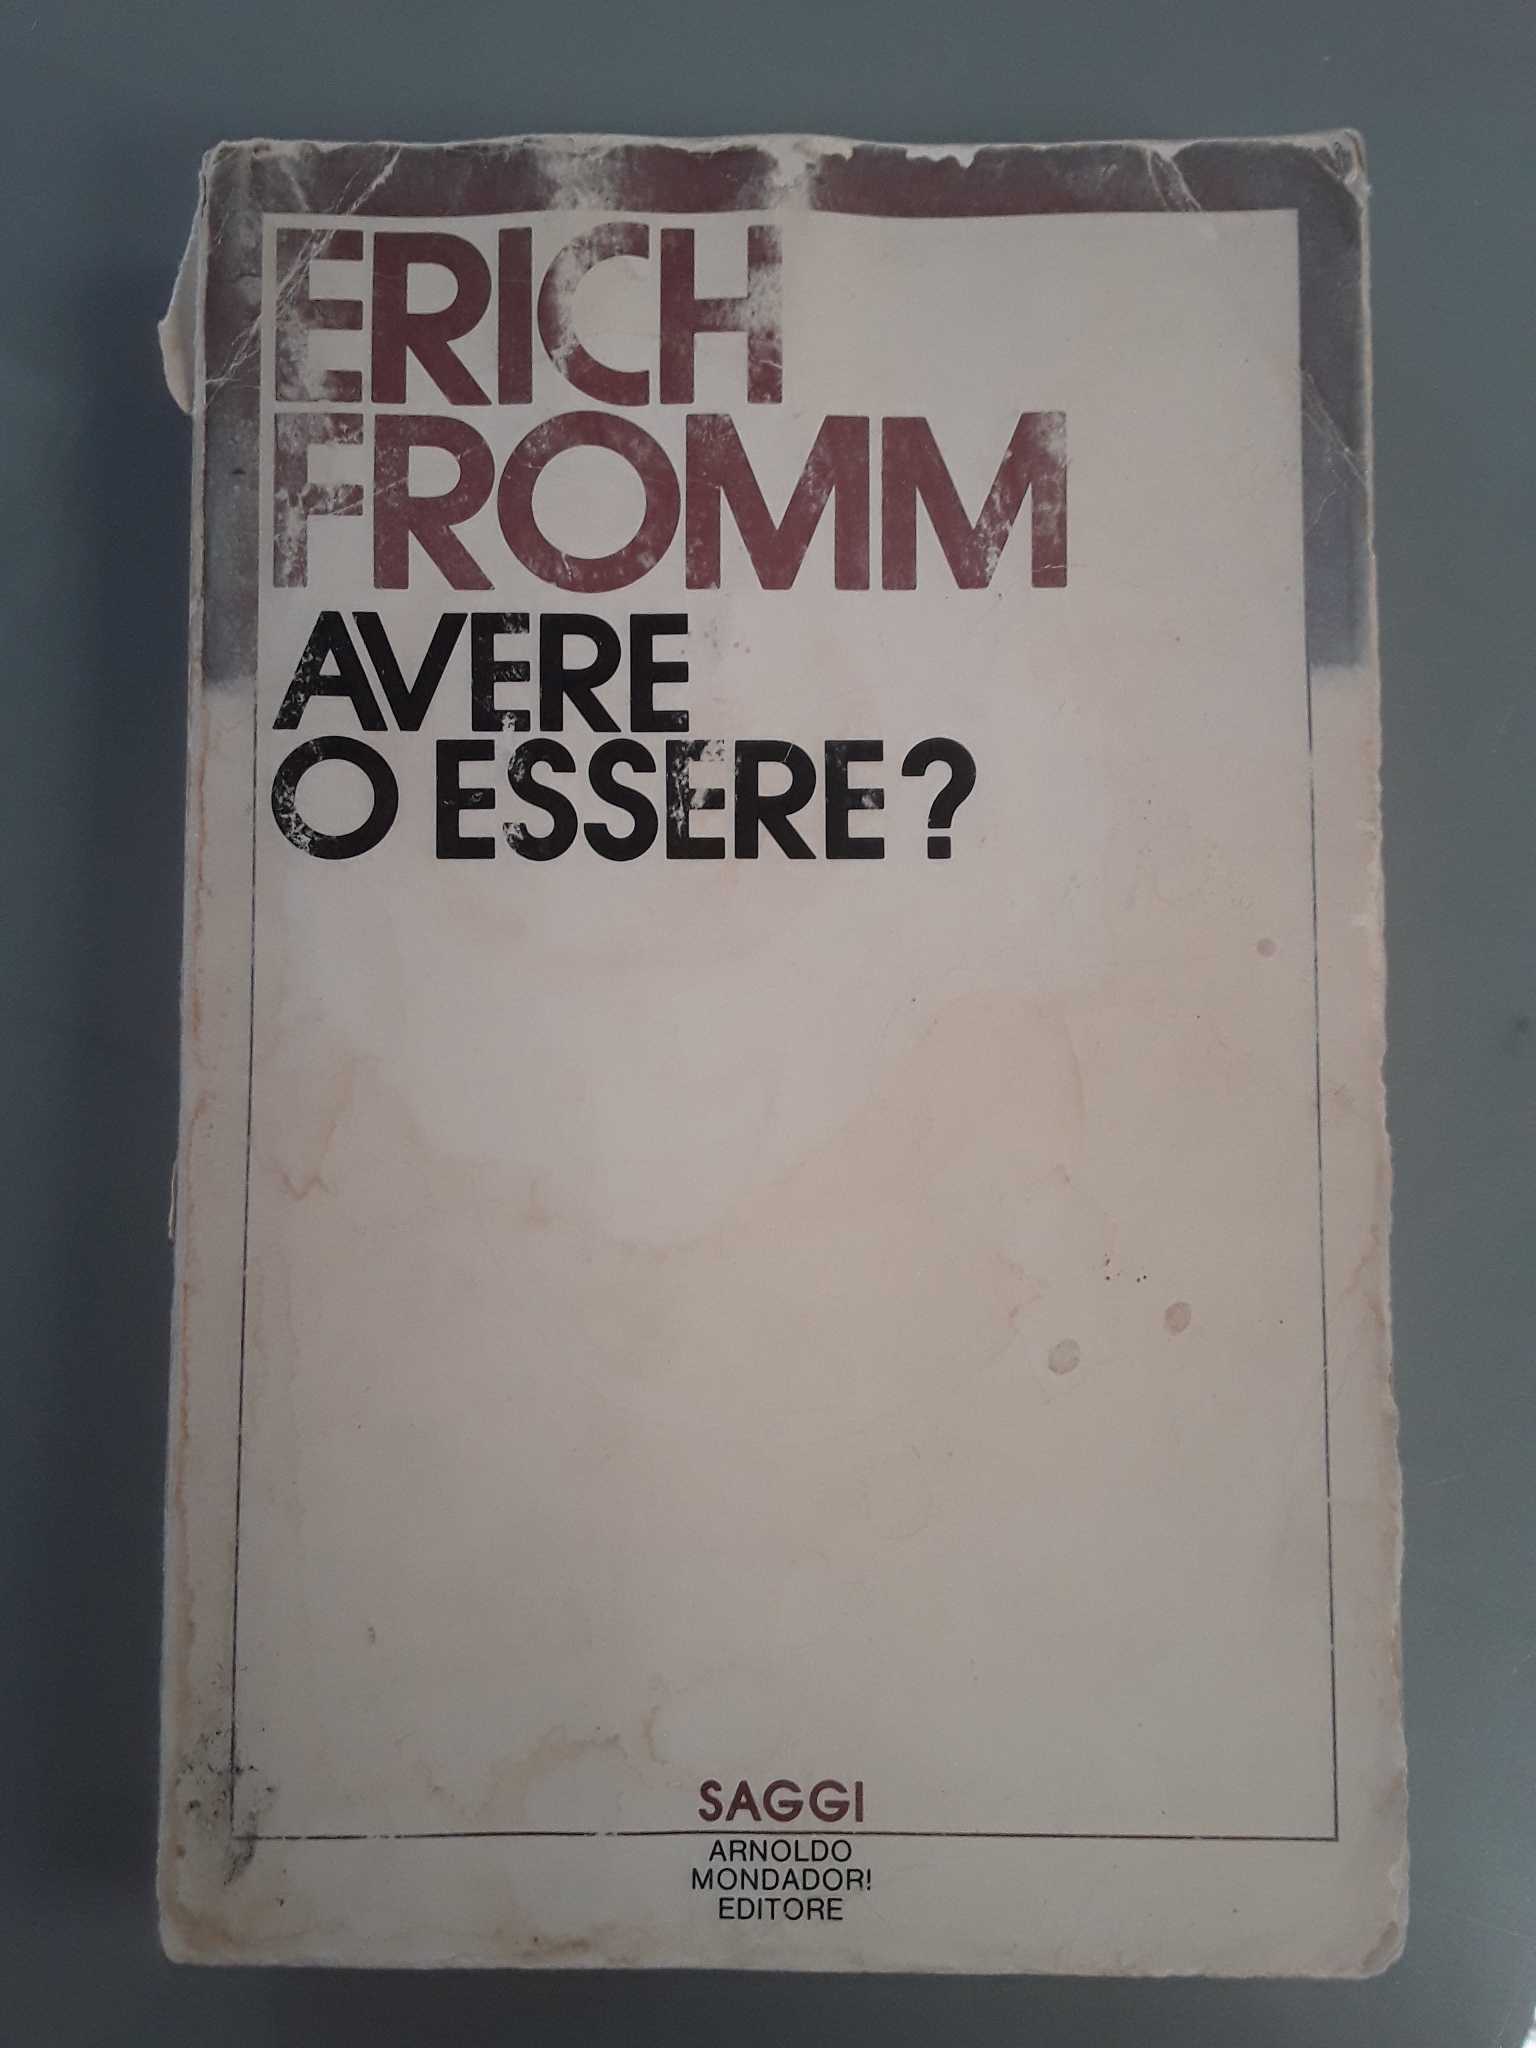 ERICH
FROMM
AVERE
O ESSERE?
SAGGI
ARNOLDO
MONDADORI
EDITORE